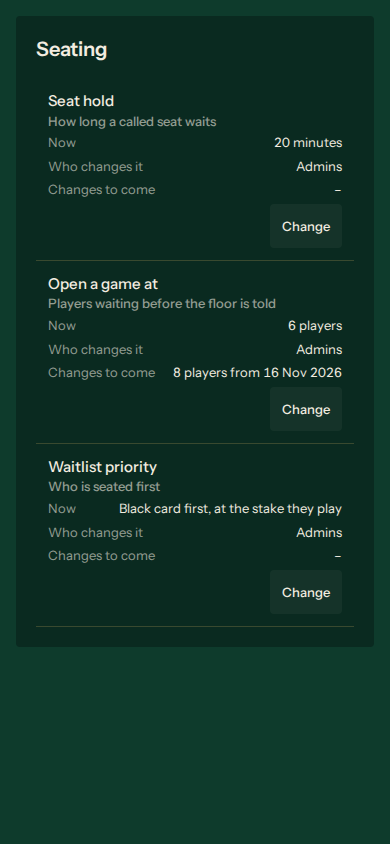 Seating
Seat hold
How long a called seat waits
Now 20 minutes
Who changes it Admins
Changes to come –
Change
Open a game at
Players waiting before the floor is told
Now 6 players
Who changes it Admins
Changes to come 8 players from 16 Nov 2026
Change
Waitlist priority
Who is seated first
Now Black card first, at the stake they play
Who changes it Admins
Changes to come –
Change